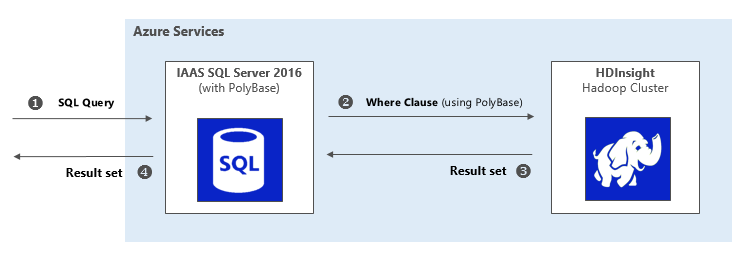 Azure Services
IAAS SQL Server 2016
(with PolyBase)
HDInsight
Hadoop Cluster
1 SQL Query
2 Where Clause (using PolyBase)
SQL
Result set 4
Result set 3